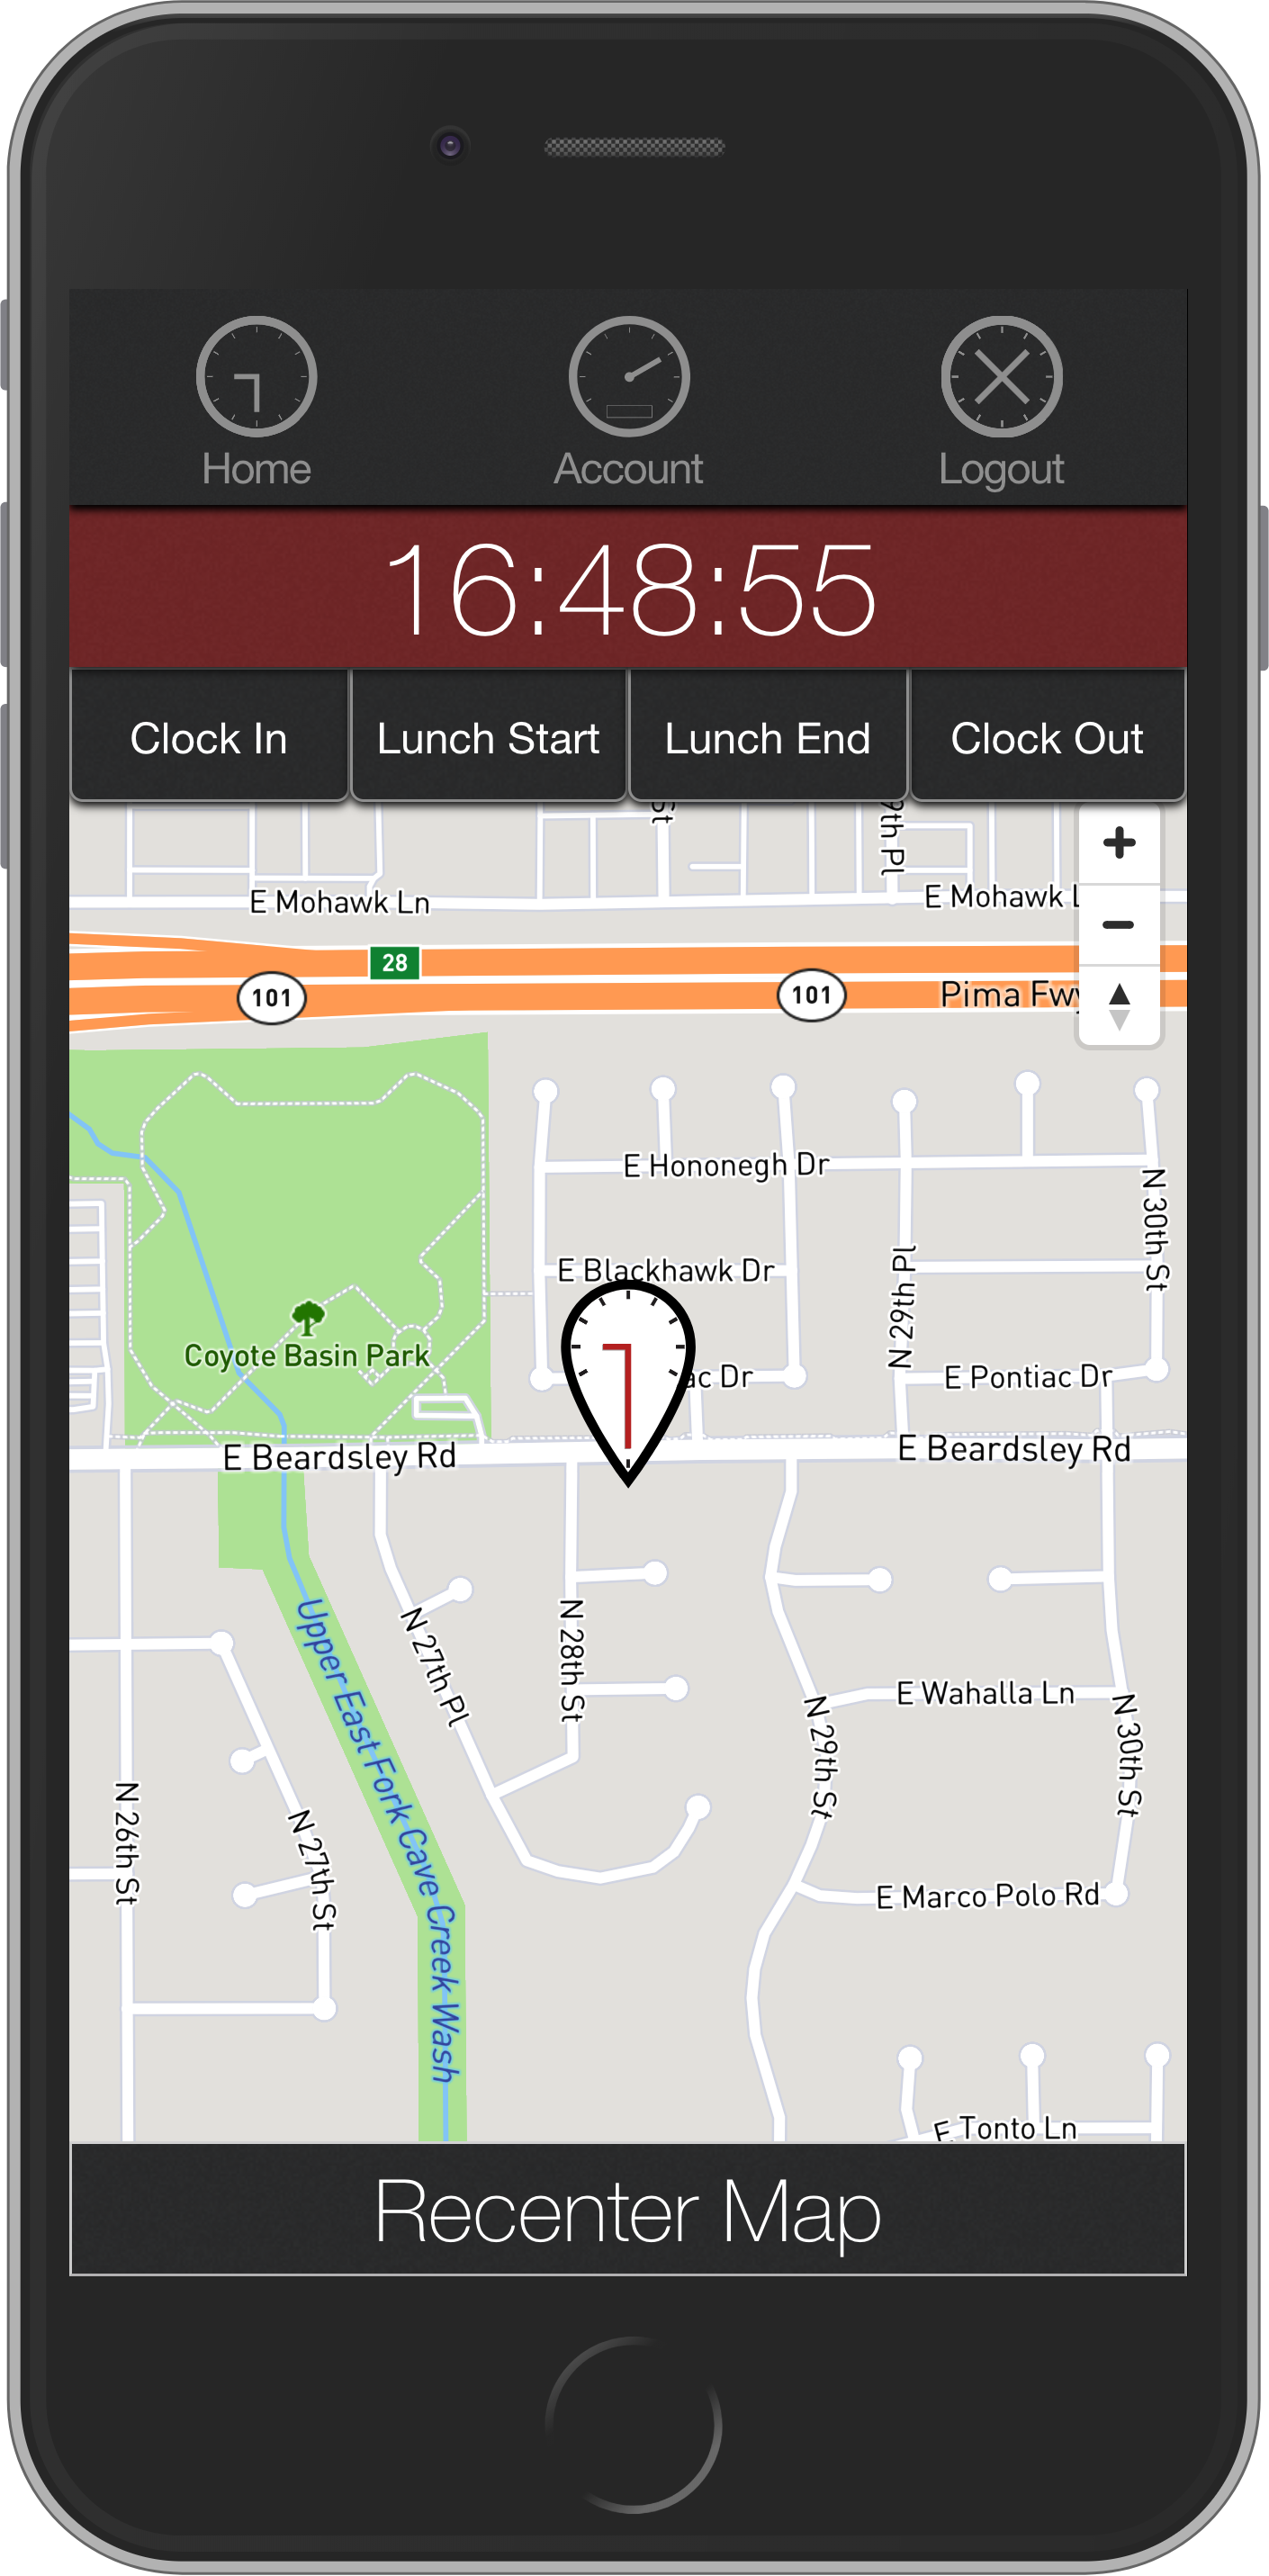 Home Account Logout
16:48:55
Clock In Lunch Start Lunch End Clock Out
St
9th Pl
+
E Mohawk Ln
E Mohawk L
−
28
101
101
Pima Fwy
E Hononegh Dr
N 30th St
E Blackhawk Dr
N 29th Pl
Coyote Basin Park
ac Dr
E Pontiac Dr
E Beardsley Rd
E Beardsley Rd
Upper East Fork Cave Creek Wash
N 27th Pl
N 28th St
E Wahalla Ln
N 29th St
N 30th St
N 26th St
N 27th St
E Marco Polo Rd
E Tonto Ln
Recenter Map